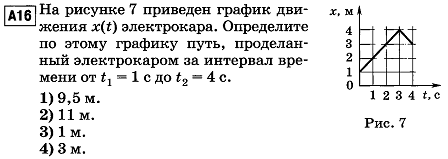 А16
На рисунке 7 приведен график дви-
жения x(t) электрокара. Определите
по этому графику путь, проделан-
ный электрокаром за интервал вре-
мени от t₁ = 1 с до t₂ = 4 с.
1) 9,5 м.
2) 11 м.
3) 1 м.
4) 3 м.
x, м
4
3
2
1
0
1 2 3 4 t, с
Рис. 7